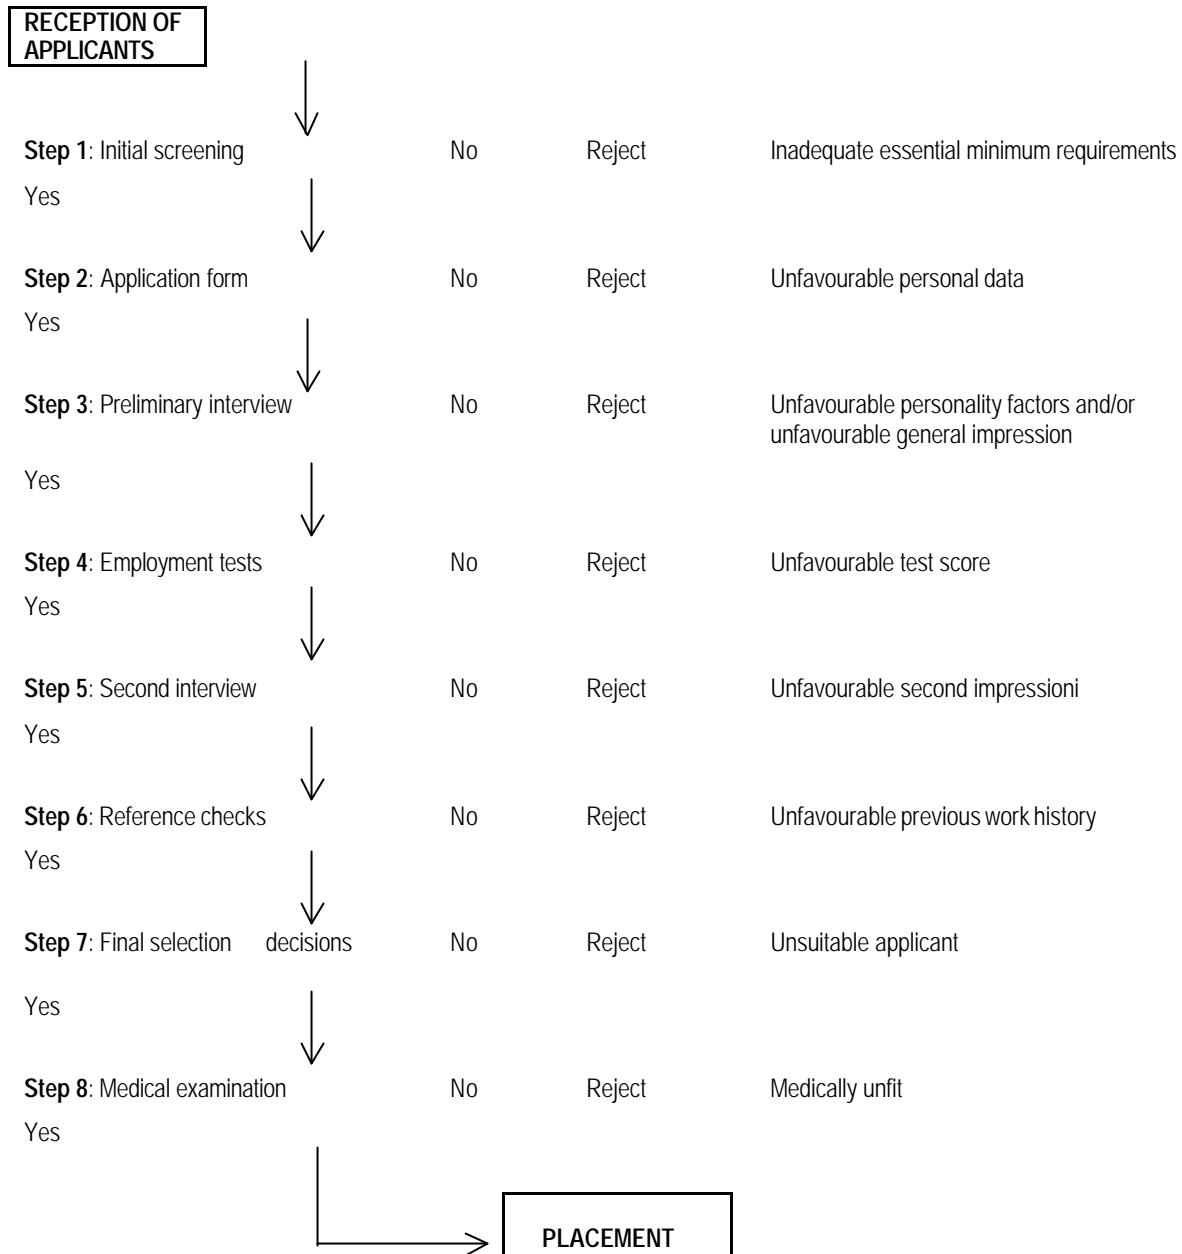 RECEPTION OF
APPLICANTS
Step 1: Initial screening No Reject Inadequate essential minimum requirements
Yes
Step 2: Application form No Reject Unfavourable personal data
Yes
Step 3: Preliminary interview No Reject Unfavourable personality factors and/or
unfavourable general impression
Yes
Step 4: Employment tests No Reject Unfavourable test score
Yes
Step 5: Second interview No Reject Unfavourable second impressioni
Yes
Step 6: Reference checks No Reject Unfavourable previous work history
Yes
Step 7: Final selection decisions No Reject Unsuitable applicant
Yes
Step 8: Medical examination No Reject Medically unfit
Yes
PLACEMENT